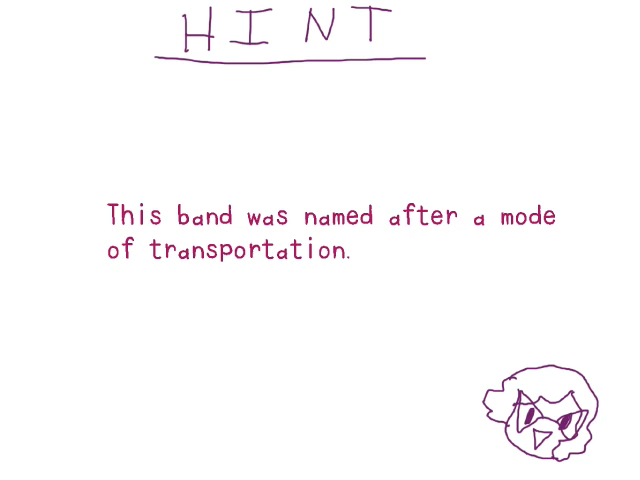 HINT
This band was named after a mode
of transportation.